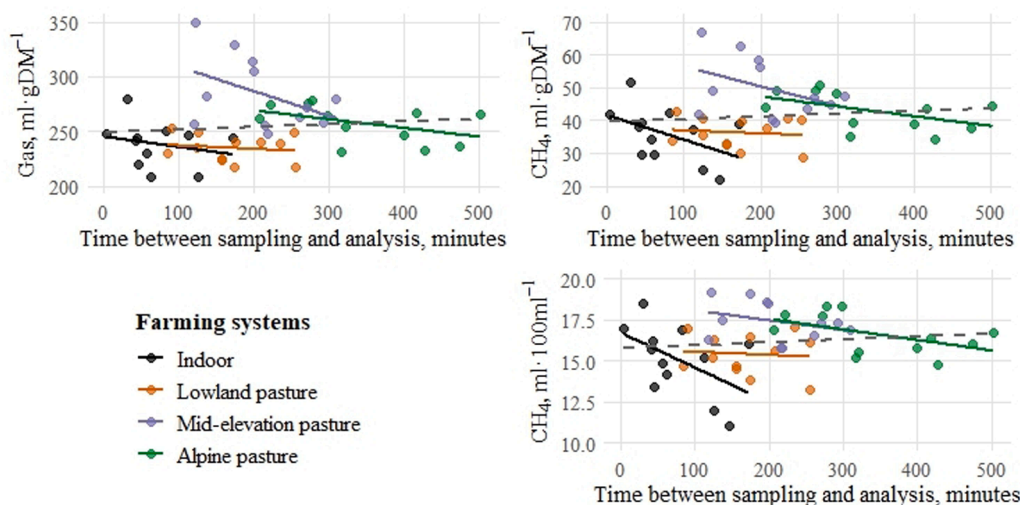 Gas, ml·gDM⁻¹
350
300
250
200
0 100 200 300 400 500
Time between sampling and analysis, minutes
CH₄, ml·gDM⁻¹
70
60
50
40
30
20
0 100 200 300 400 500
Time between sampling and analysis, minutes
Farming systems
Indoor
Lowland pasture
Mid-elevation pasture
Alpine pasture
CH₄, ml·100ml⁻¹
20.0
17.5
15.0
12.5
10.0
0 100 200 300 400 500
Time between sampling and analysis, minutes